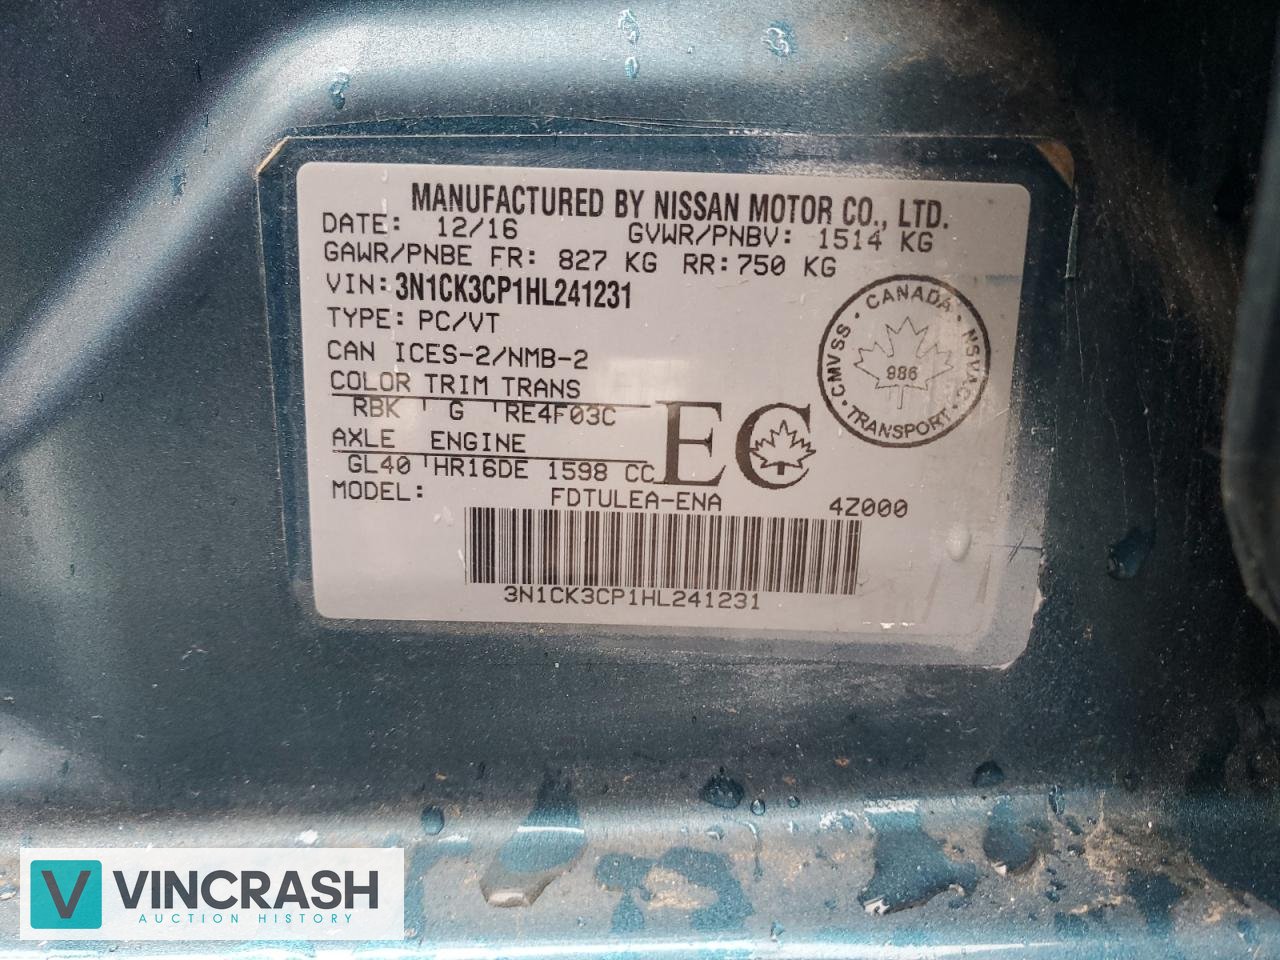 MANUFACTURED BY NISSAN MOTOR CO., LTD.
DATE: 12/16 GVWR/PNBV: 1514 KG
GAWR/PNBE FR: 827 KG RR: 750 KG
VIN: 3N1CK3CP1HL241231
TYPE: PC/VT
CAN ICES-2/NMB-2
COLOR TRIM TRANS
RBK G RE4F03C
AXLE ENGINE
GL40 HR16DE 1598 CC
MODEL: FDTULEA-ENA 4Z000
3N1CK3CP1HL241231
EC
CANADA · NSVAC · TRANSPORT · CMVSS ·
986
V VINCRASH
AUCTION HISTORY